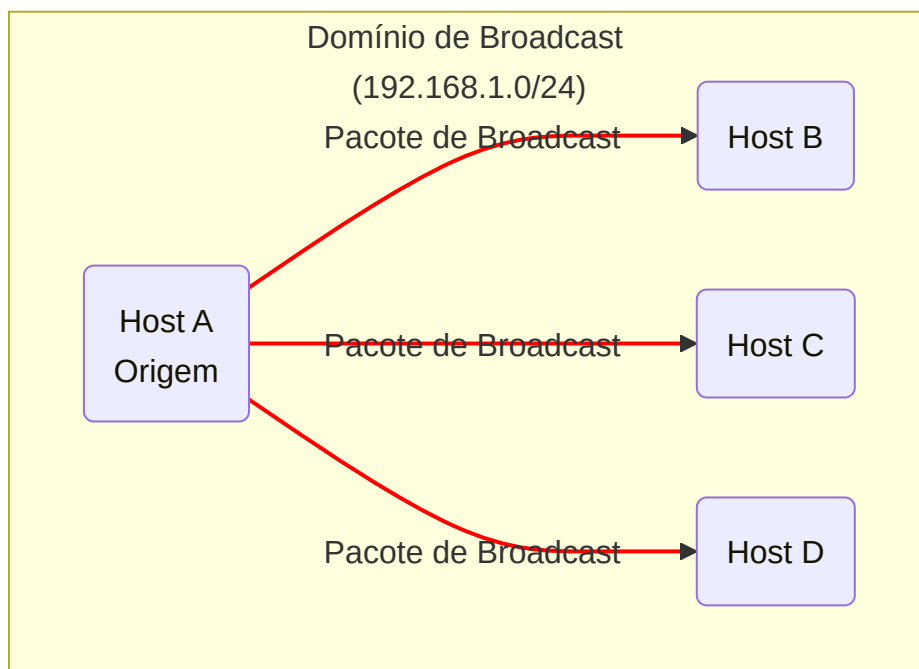 Domínio de Broadcast
(192.168.1.0/24)
Pacote de Broadcast
Host B
Host A
Origem
Pacote de Broadcast
Host C
Pacote de Broadcast
Host D